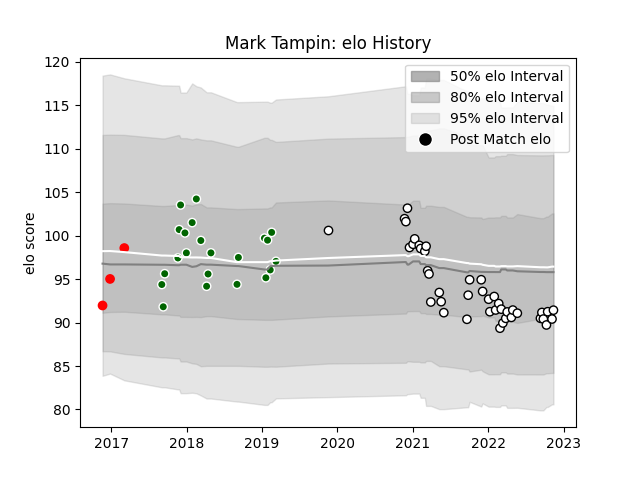 Mark Tampin: elo History
120
115
110
105
100
95
90
85
80
elo score
50% elo Interval
80% elo Interval
95% elo Interval
Post Match elo
2017 2018 2019 2020 2021 2022 2023